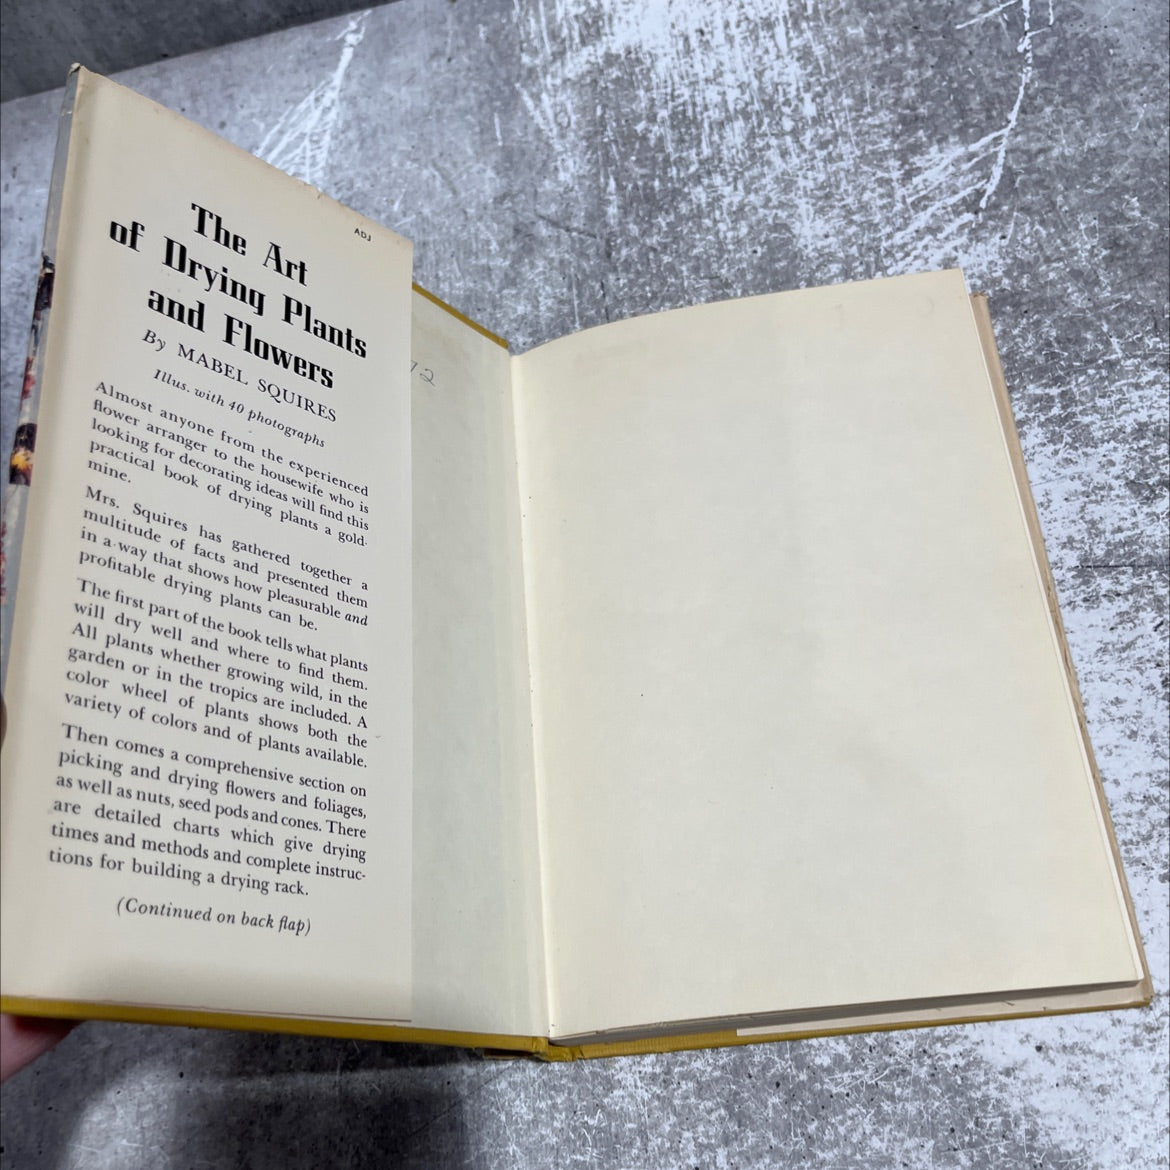 ADJ
The Art
of Drying Plants
and Flowers
By MABEL SQUIRES
Illus. with 40 photographs
Almost anyone from the experienced
flower arranger to the housewife who is
looking for decorating ideas will find this
practical book of drying plants a gold-
mine.
Mrs. Squires has gathered together a
multitude of facts and presented them
in a way that shows how pleasurable and
profitable drying plants can be.
The first part of the book tells what plants
will dry well and where to find them.
All plants whether growing wild, in the
garden or in the tropics are included. A
color wheel of plants shows both the
variety of colors and of plants available.
Then comes a comprehensive section on
picking and drying flowers and foliages,
as well as nuts, seed pods and cones. There
are detailed charts which give drying
times and methods and complete instruc-
tions for building a drying rack.
(Continued on back flap)